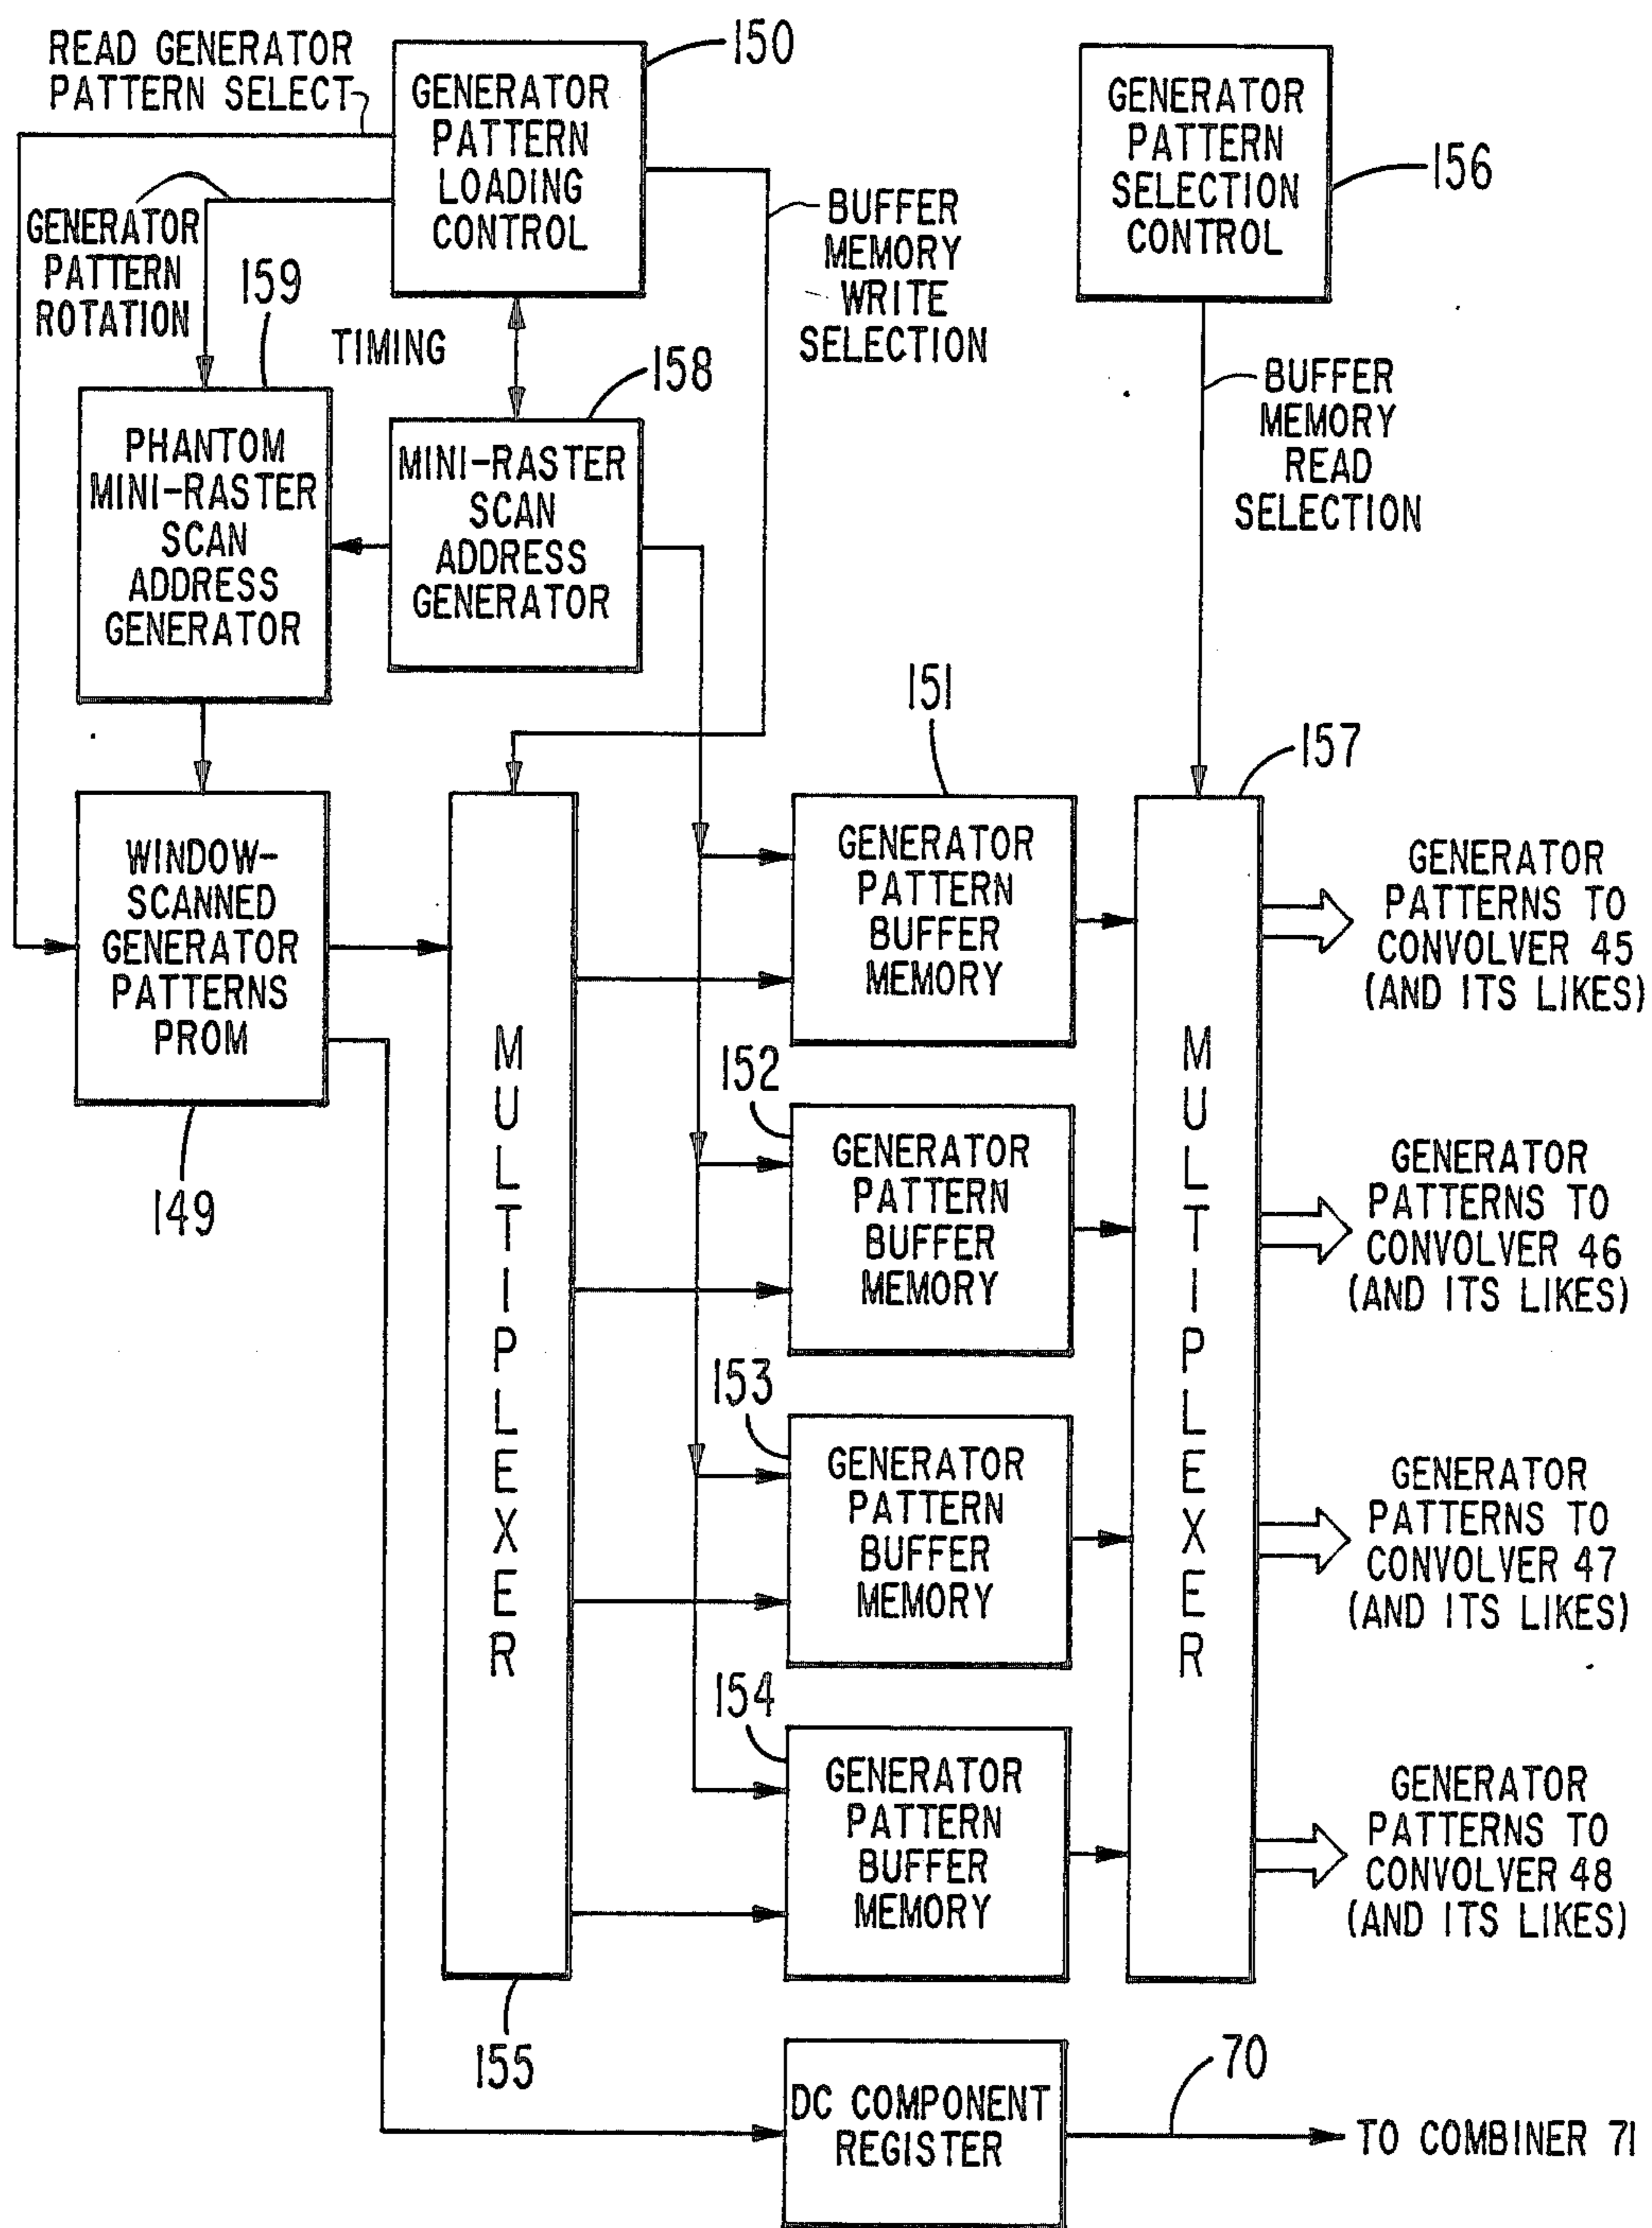 READ GENERATOR
PATTERN SELECT
150
GENERATOR
PATTERN
LOADING
CONTROL
GENERATOR
PATTERN
SELECTION
CONTROL
156
GENERATOR
PATTERN
ROTATION
159
TIMING
158
BUFFER
MEMORY
WRITE
SELECTION
BUFFER
MEMORY
READ
SELECTION
PHANTOM
MINI-RASTER
SCAN
ADDRESS
GENERATOR
MINI-RASTER
SCAN
ADDRESS
GENERATOR
151
157
WINDOW-
SCANNED
GENERATOR
PATTERNS
PROM
149
MULTIPLEXER
155
GENERATOR
PATTERN
BUFFER
MEMORY
152
GENERATOR
PATTERN
BUFFER
MEMORY
153
GENERATOR
PATTERN
BUFFER
MEMORY
154
GENERATOR
PATTERN
BUFFER
MEMORY
MULTIPLEXER
GENERATOR
PATTERNS TO
CONVOLVER 45
(AND ITS LIKES)
GENERATOR
PATTERNS TO
CONVOLVER 46
(AND ITS LIKES)
GENERATOR
PATTERNS TO
CONVOLVER 47
(AND ITS LIKES)
GENERATOR
PATTERNS TO
CONVOLVER 48
(AND ITS LIKES)
DC COMPONENT
REGISTER
70
TO COMBINER 71